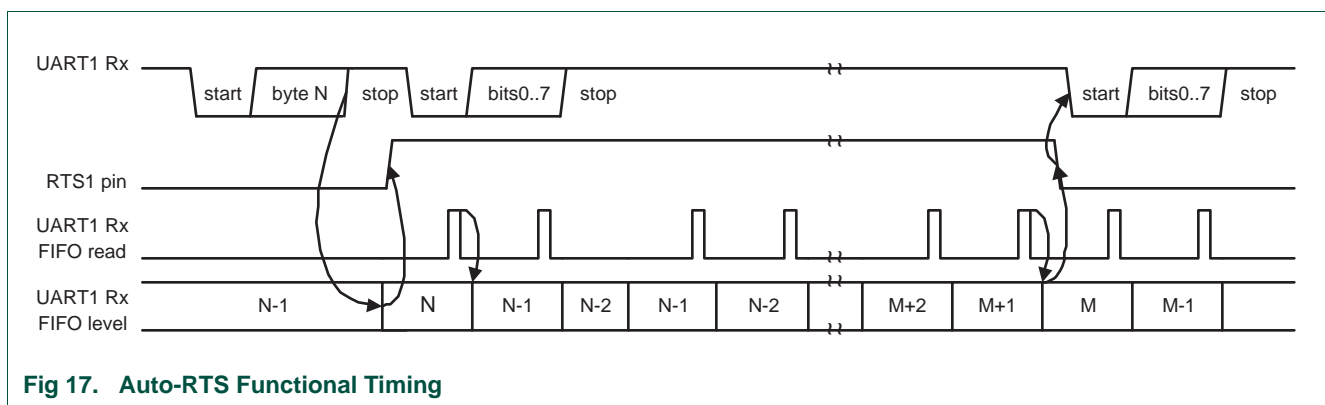 UART1 Rx
start byte N stop start bits0..7 stop start bits0..7 stop
RTS1 pin
UART1 Rx
FIFO read
UART1 Rx
FIFO level
N-1 N N-1 N-2 N-1 N-2 M+2 M+1 M M-1
Fig 17. Auto-RTS Functional Timing